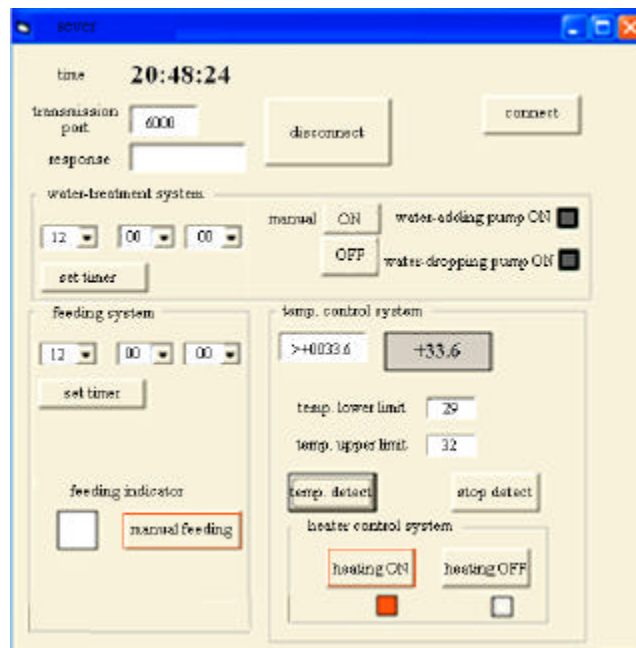 sever
time 20:48:24
transmission port 6000
disconnect
connect
response
water-treatment system
12 00 00
manual ON
water-adding pump ON
OFF
water-dropping pump ON
set timer
feeding system
12 00 00
set timer
feeding indicator
manual feeding
temp. control system
>+0033.6 +33.6
temp. lower limit 29
temp. upper limit 32
temp. detect
stop detect
heater control system
heating ON
heating OFF